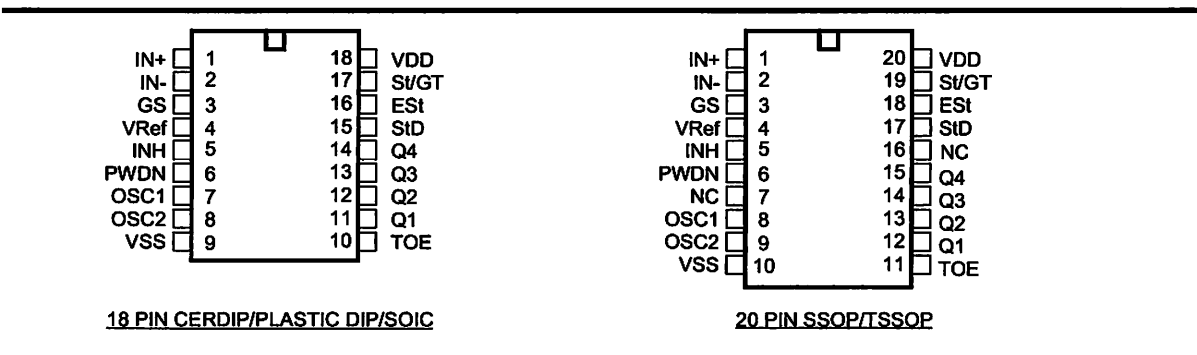 IN+ 1 18 VDD
IN- 2 17 St/GT
GS 3 16 ESt
VRef 4 15 StD
INH 5 14 Q4
PWDN 6 13 Q3
OSC1 7 12 Q2
OSC2 8 11 Q1
VSS 9 10 TOE
18 PIN CERDIP/PLASTIC DIP/SOIC
IN+ 1 20 VDD
IN- 2 19 St/GT
GS 3 18 ESt
VRef 4 17 StD
INH 5 16 NC
PWDN 6 15 Q4
NC 7 14 Q3
OSC1 8 13 Q2
OSC2 9 12 Q1
VSS 10 11 TOE
20 PIN SSOP/TSSOP